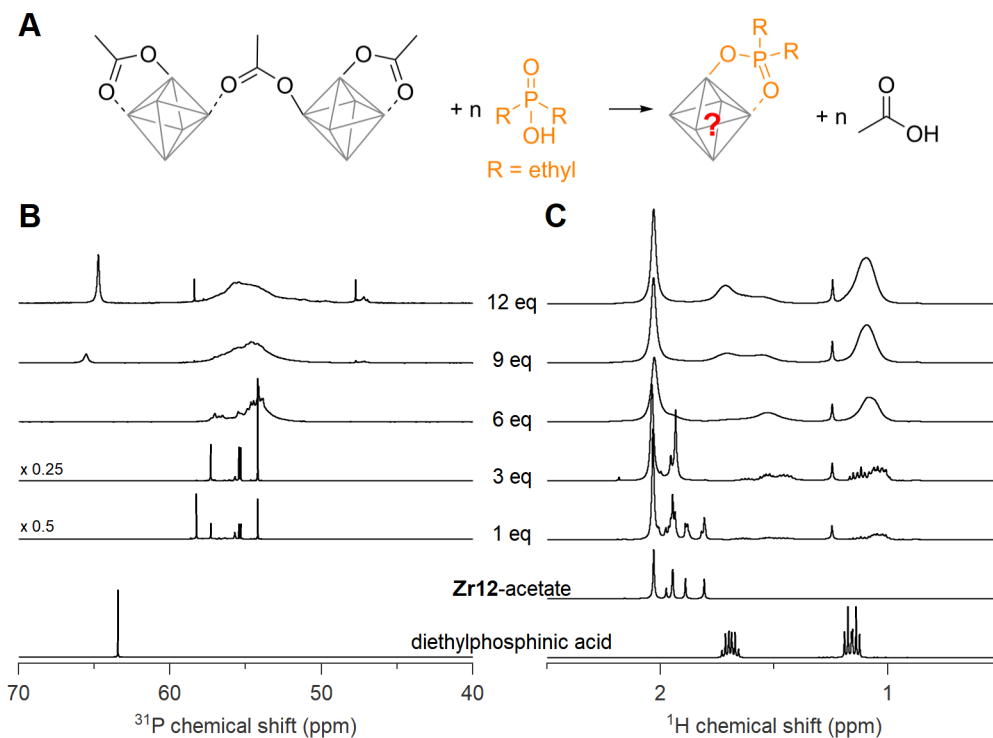 A
O
O
O
O
O
O
O
O
+ n
O
P
R
R
OH
R = ethyl
R
O
P
R
O
?
+ n
O
OH
B
C
12 eq
9 eq
6 eq
x 0.25
3 eq
x 0.5
1 eq
Zr12-acetate
diethylphosphinic acid
70
60
50
40
2
1
31P chemical shift (ppm)
1H chemical shift (ppm)